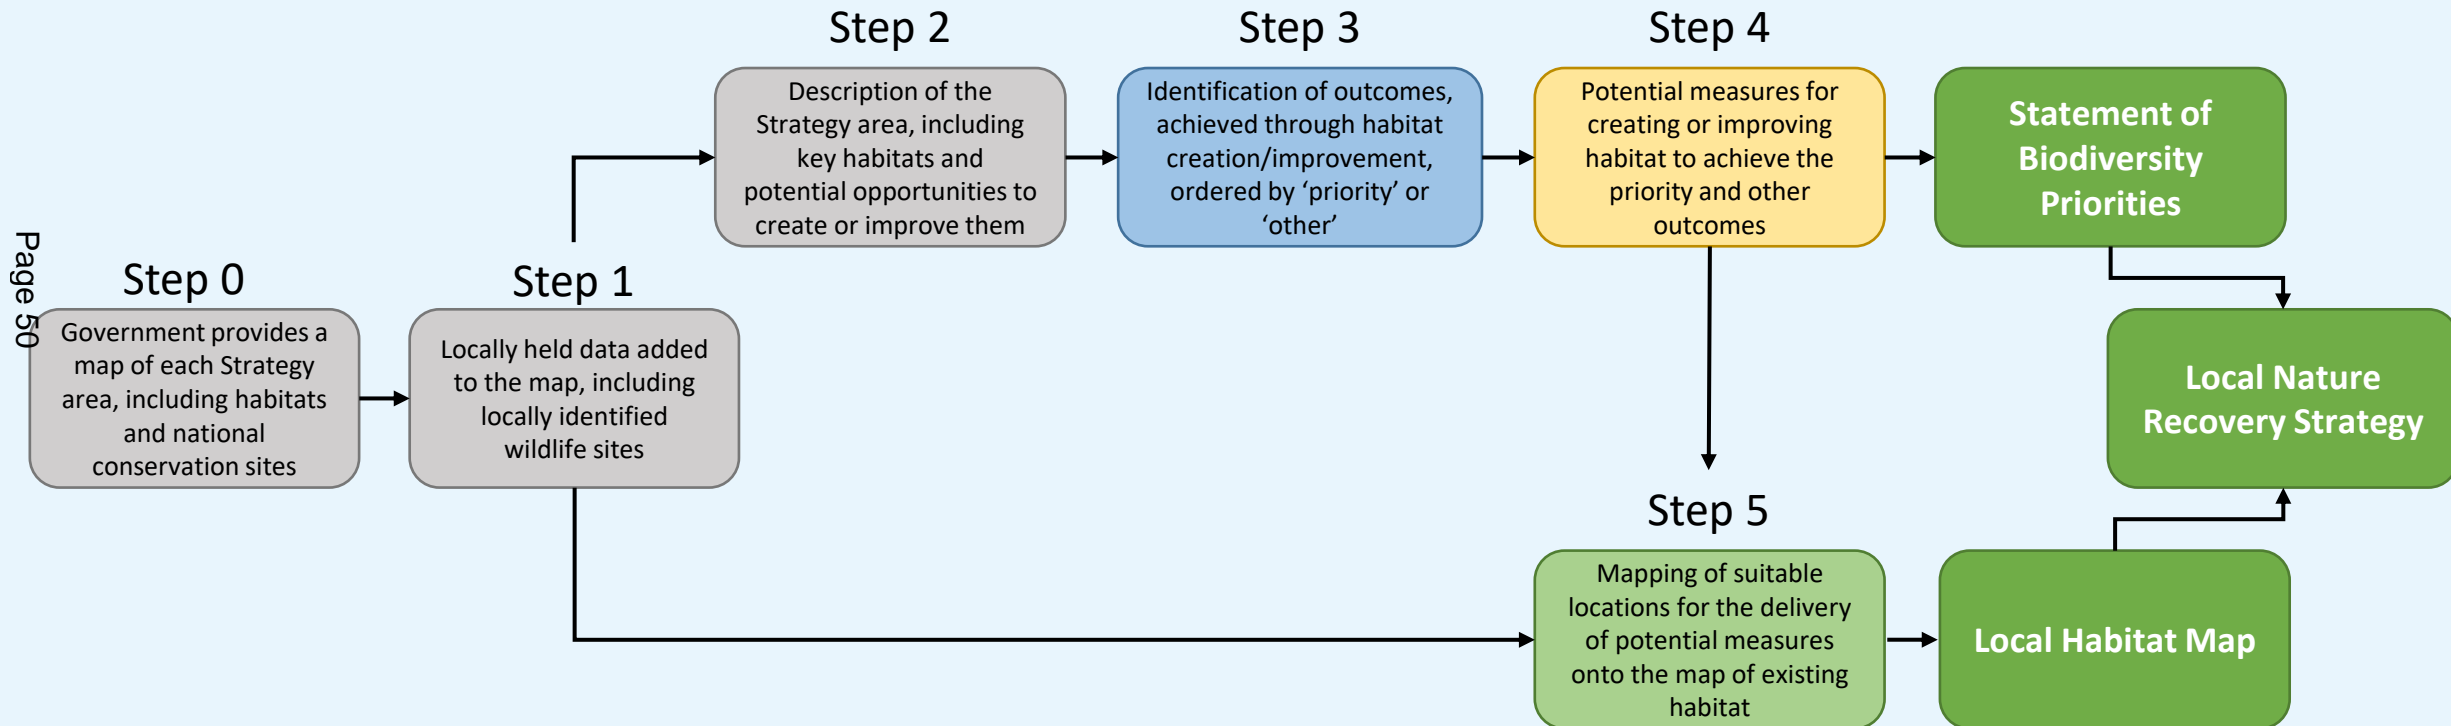 Page 50
Step 0
Government provides a
map of each Strategy
area, including habitats
and national
conservation sites
Step 1
Locally held data added
to the map, including
locally identified
wildlife sites
Step 2
Description of the
Strategy area, including
key habitats and
potential opportunities to
create or improve them
Step 3
Identification of outcomes,
achieved through habitat
creation/improvement,
ordered by ‘priority’ or
‘other’
Step 4
Potential measures for
creating or improving
habitat to achieve the
priority and other
outcomes
Statement of
Biodiversity
Priorities
Step 5
Mapping of suitable
locations for the delivery
of potential measures
onto the map of existing
habitat
Local Habitat Map
Local Nature
Recovery Strategy